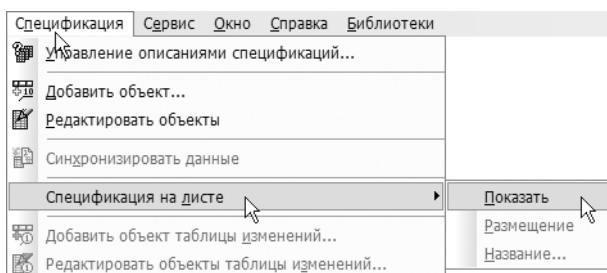 Спецификация Сервис Окно Справка Библиотеки
Управление описаниями спецификаций...
Добавить объект...
Редактировать объекты
Синхронизировать данные
Спецификация на листе
Показать
Размещение
Название...
Добавить объект таблицы изменений...
Редактировать объекты таблицы изменений...